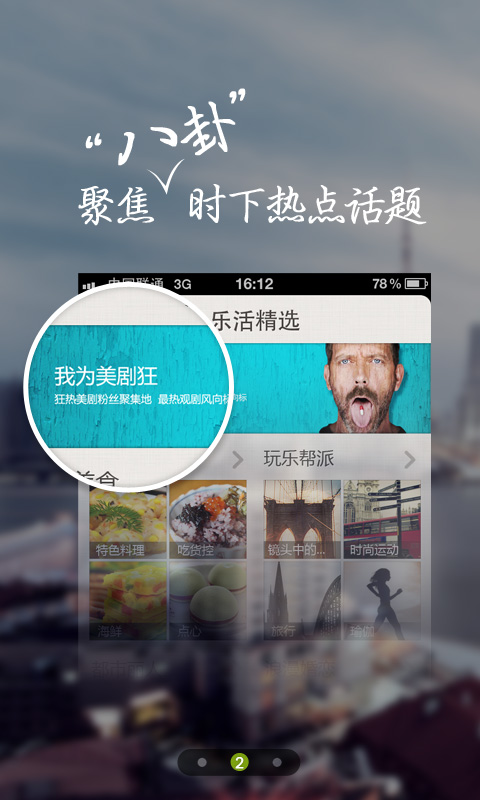 “八卦”
聚焦 时下热点话题
中国联通 3G 16:12 78%
乐活精选
我为美剧狂
狂热美剧粉丝聚集地 最热观剧风向标
美食
玩乐帮派
特色料理 吃货控 镜头中的... 时尚运动
海鲜 点心 旅行 瑜伽
2